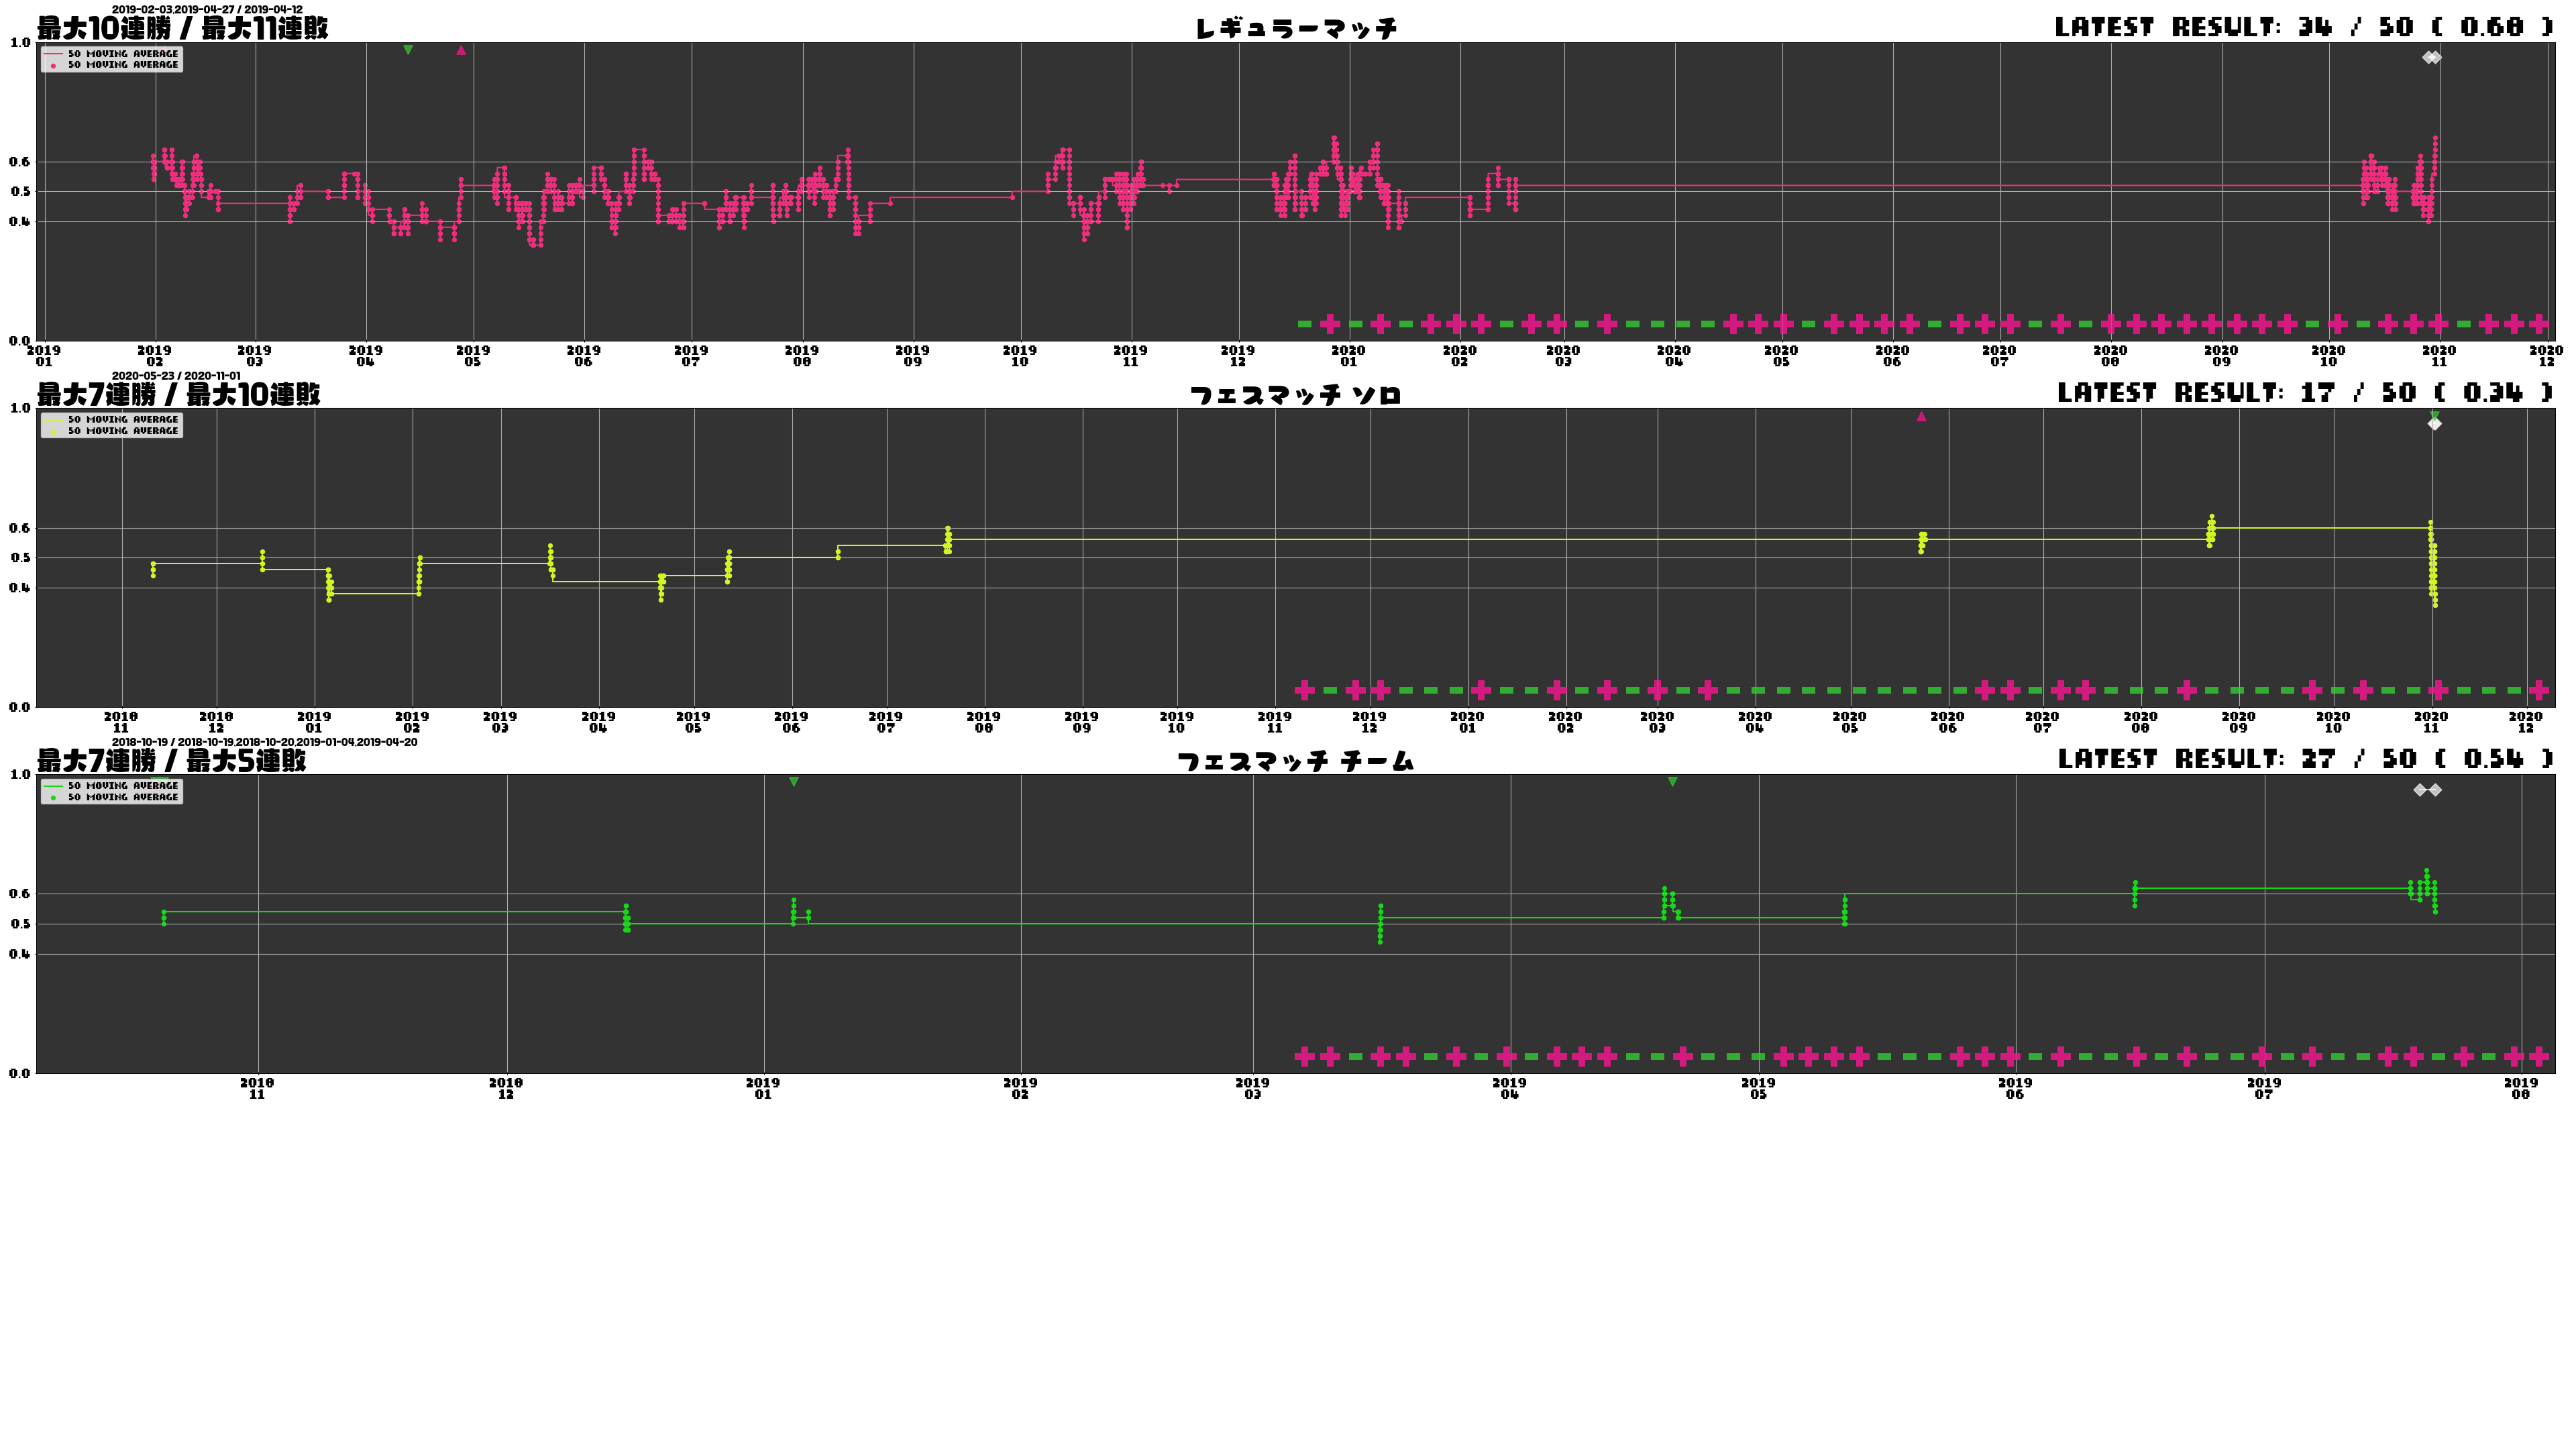 2019-02-03,2019-04-27 / 2019-04-12
最大10連勝 / 最大11連敗
レギュラーマッチ
LATEST RESULT: 34 / 50 ( 0.68 )
50 MOVING AVERAGE
50 MOVING AVERAGE
1.0
0.6
0.5
0.4
0.0
2019 2019 2019 2019 2019 2019 2019 2019 2019 2019 2019 2019 2020 2020 2020 2020 2020 2020 2020 2020 2020 2020 2020 2020
01 02 03 04 05 06 07 08 09 10 11 12 01 02 03 04 05 06 07 08 09 10 11 12
2020-05-23 / 2020-11-01
最大7連勝 / 最大10連敗
フェスマッチ ソロ
LATEST RESULT: 17 / 50 ( 0.34 )
50 MOVING AVERAGE
50 MOVING AVERAGE
1.0
0.6
0.5
0.4
0.0
2018 2018 2019 2019 2019 2019 2019 2019 2019 2019 2019 2019 2019 2019 2020 2020 2020 2020 2020 2020 2020 2020 2020 2020 2020 2020
11 12 01 02 03 04 05 06 07 08 09 10 11 12 01 02 03 04 05 06 07 08 09 10 11 12
2018-10-19 / 2018-10-19,2018-10-20,2019-01-04,2019-04-20
最大7連勝 / 最大5連敗
フェスマッチ チーム
LATEST RESULT: 27 / 50 ( 0.54 )
50 MOVING AVERAGE
50 MOVING AVERAGE
1.0
0.6
0.5
0.4
0.0
2018 2018 2019 2019 2019 2019 2019 2019 2019 2019
11 12 01 02 03 04 05 06 07 08